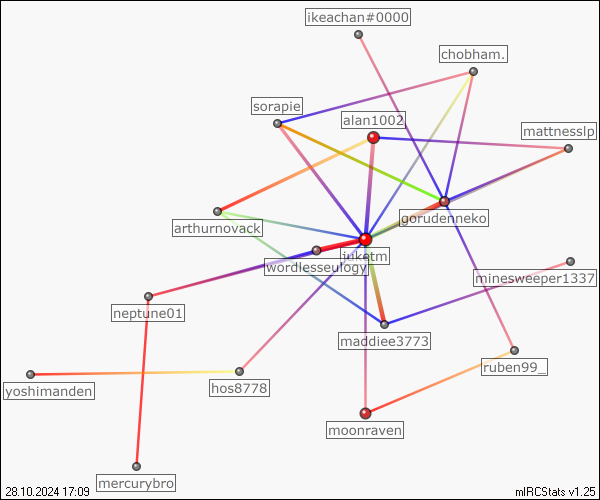 ikeachan#0000
chobham.
sorapie
alan1002
mattnesslp
gorudenneko
arthurnovack
juketm
wordlesseulogy
minesweeper1337
neptune01
maddiee3773
ruben99_
yoshimanden
hos8778
moonraven
mercurybro
28.10.2024 17:09
mIRCStats v1.25